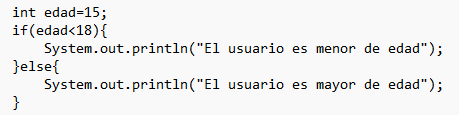 int edad=15;
if(edad<18){
    System.out.println("El usuario es menor de edad");
}else{
    System.out.println("El usuario es mayor de edad");
}